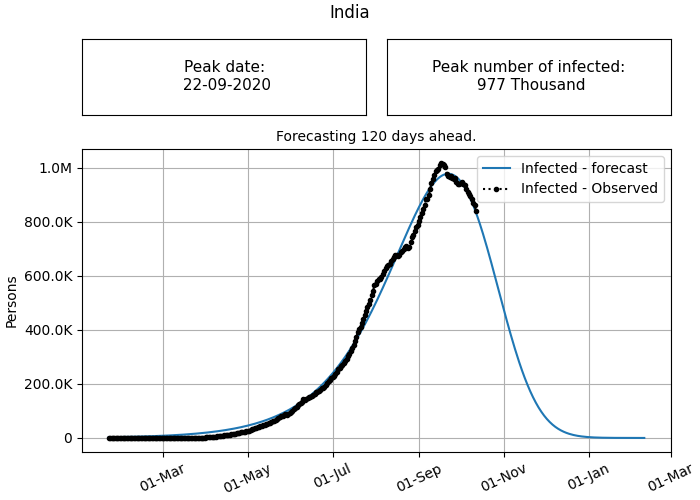 India
Peak date:
22-09-2020
Peak number of infected:
977 Thousand
Forecasting 120 days ahead.
Infected - forecast
Infected - Observed
Persons
1.0M
800.0K
600.0K
400.0K
200.0K
0
01-Mar
01-May
01-Jul
01-Sep
01-Nov
01-Jan
01-Mar